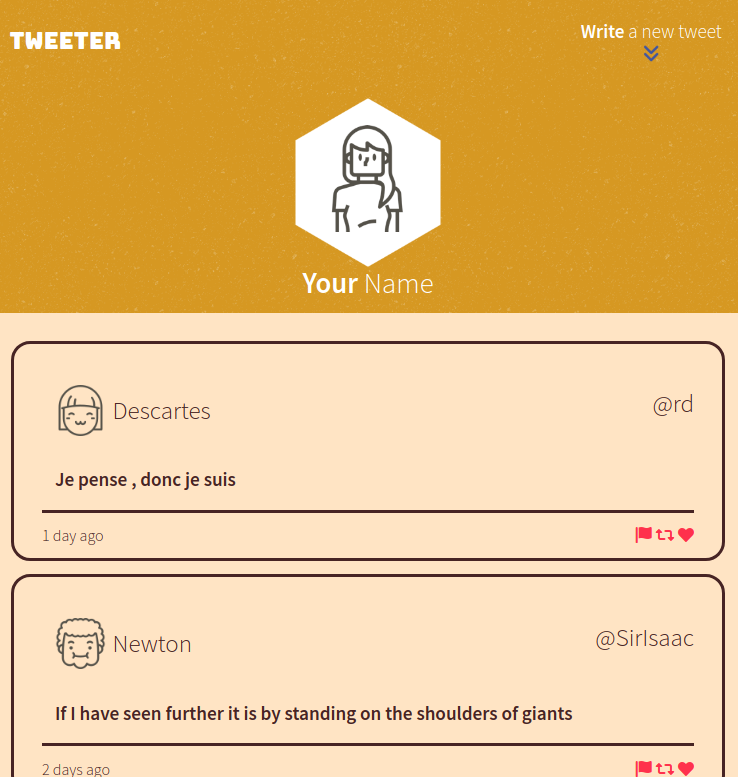 TWEETER
Write a new tweet
Your Name
Descartes
@rd
Je pense , donc je suis
1 day ago
Newton
@SirIsaac
If I have seen further it is by standing on the shoulders of giants
2 days ago